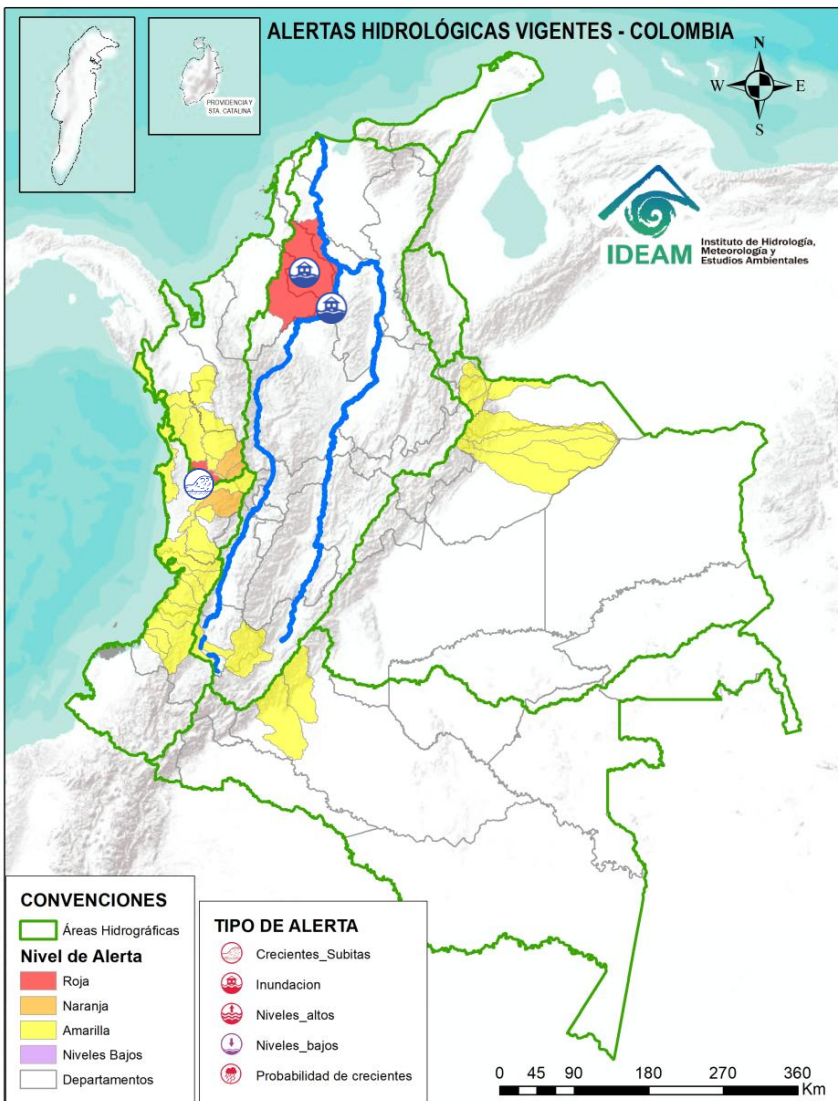 ALERTAS HIDROLÓGICAS VIGENTES - COLOMBIA
PROVIDENCIA Y
STA. CATALINA
N
W E
S
IDEAM
Instituto de Hidrología,
Meteorología y
Estudios Ambientales
CONVENCIONES
Áreas Hidrográficas
Nivel de Alerta
Roja
Naranja
Amarilla
Niveles Bajos
Departamentos
TIPO DE ALERTA
Crecientes_Subitas
Inundacion
Niveles_altos
Niveles_bajos
Probabilidad de crecientes
0 45 90 180 270 360
Km